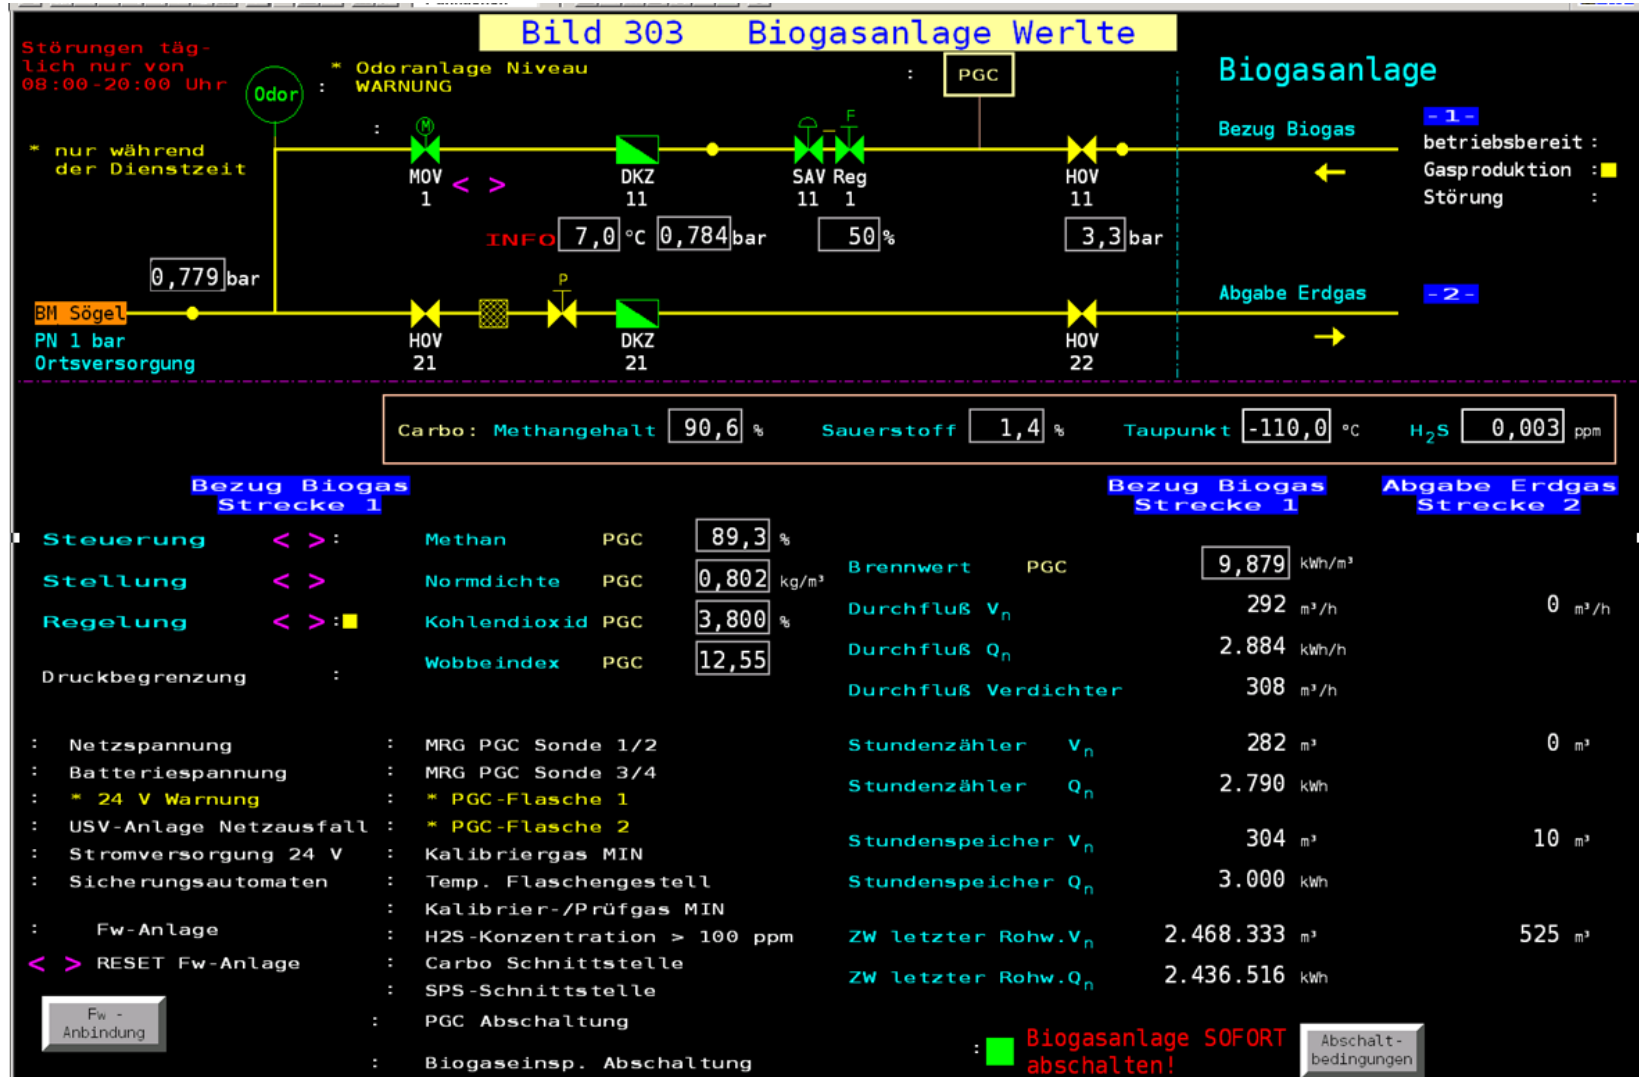 Bild 303 Biogasanlage Werlte
Störungen täg-
lich nur von
08:00-20:00 Uhr
Odor
:
* Odoranlage Niveau
WARNUNG
:
PGC
Biogasanlage
* nur während
der Dienstzeit
:
M
F
Bezug Biogas
-1-
betriebsbereit :
Gasproduktion :
Störung :
MOV
1
< >
DKZ
11
SAV
11
Reg
1
HOV
11
INFO
7,0 °C
0,784 bar
50 %
3,3 bar
0,779 bar
P
Abgabe Erdgas
-2-
BM Sögel
PN 1 bar
Ortsversorgung
HOV
21
DKZ
21
HOV
22
Carbo: Methangehalt 90,6 % Sauerstoff 1,4 % Taupunkt -110,0 °C H2S 0,003 ppm
Bezug Biogas
Strecke 1
Steuerung < > :
Stellung < >
Regelung < > :
Druckbegrenzung :
Methan PGC 89,3 %
Normdichte PGC 0,802 kg/m³
Kohlendioxid PGC 3,800 %
Wobbeindex PGC 12,55
Bezug Biogas
Strecke 1
Abgabe Erdgas
Strecke 2
Brennwert PGC 9,879 kWh/m³
Durchfluß Vn 292 m³/h 0 m³/h
Durchfluß Qn 2.884 kWh/h
Durchfluß Verdichter 308 m³/h
Stundenzähler Vn 282 m³ 0 m³
Stundenzähler Qn 2.790 kWh
Stundenspeicher Vn 304 m³ 10 m³
Stundenspeicher Qn 3.000 kWh
ZW letzter Rohw.Vn 2.468.333 m³ 525 m³
ZW letzter Rohw.Qn 2.436.516 kWh
: Netzspannung
: Batteriespannung
: * 24 V Warnung
: USV-Anlage Netzausfall
: Stromversorgung 24 V
: Sicherungsautomaten
: Fw-Anlage
< > RESET Fw-Anlage
Fw -
Anbindung
: MRG PGC Sonde 1/2
: MRG PGC Sonde 3/4
: * PGC-Flasche 1
: * PGC-Flasche 2
: Kalibriergas MIN
: Temp. Flaschengestell
: Kalibrier-/Prüfgas MIN
: H2S-Konzentration > 100 ppm
: Carbo Schnittstelle
: SPS-Schnittstelle
: PGC Abschaltung
: Biogaseinsp. Abschaltung
: Biogasanlage SOFORT
abschalten!
Abschalt-
bedingungen